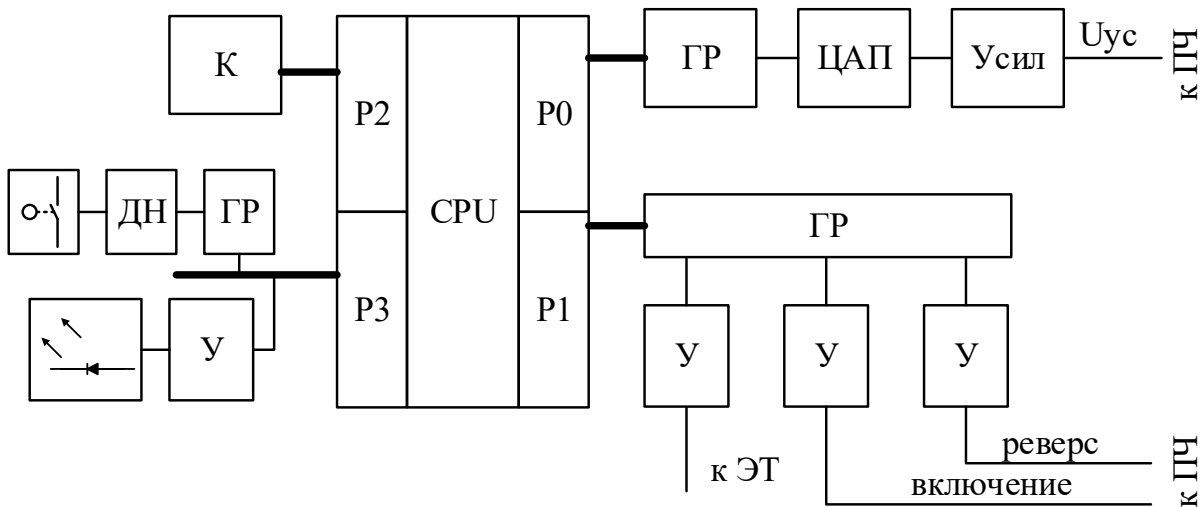 К
P2
CPU
P0
ГР
ЦАП
Усил
Uус
к ПЧ
ДН
ГР
ГР
P3
P1
У
У
У
У
к ЭТ
реверс
включение
к ПЧ